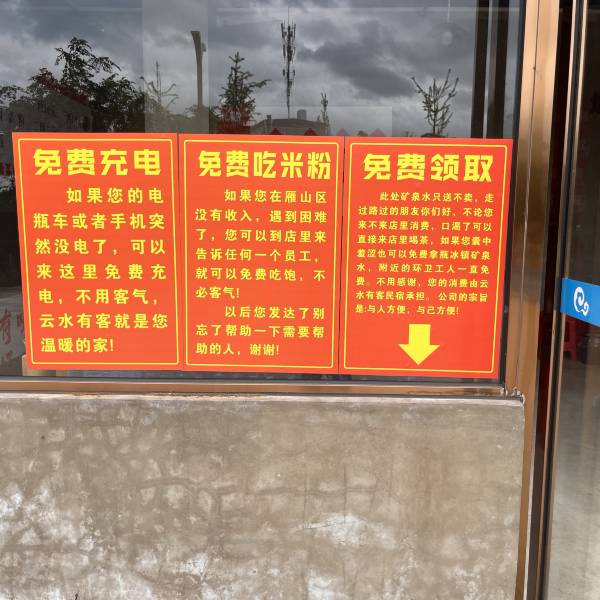 免费充电
如果您的电
瓶车或者手机突
然没电了，可以
来这里免费充
电，不用客气，
云水有客就是您
温暖的家!
免费吃米粉
如果您在雁山区
没有收入，遇到困难
了，您可以到店里来
告诉任何一个员工，
就可以免费吃饱，不
必客气!
以后您发达了别
忘了帮助一下需要帮
助的人，谢谢!
免费领取
此处矿泉水只送不卖，走
过路过的朋友你们好，不论您
来不来店里消费，口渴了可以
直接来店里喝茶，如果您囊中
羞涩也可以免费拿瓶冰镇矿泉
水，附近的环卫工人一直免
费。不用感谢，您的消费由云
水有客民宿承担。公司的宗旨
是:与人方便，与己方便!